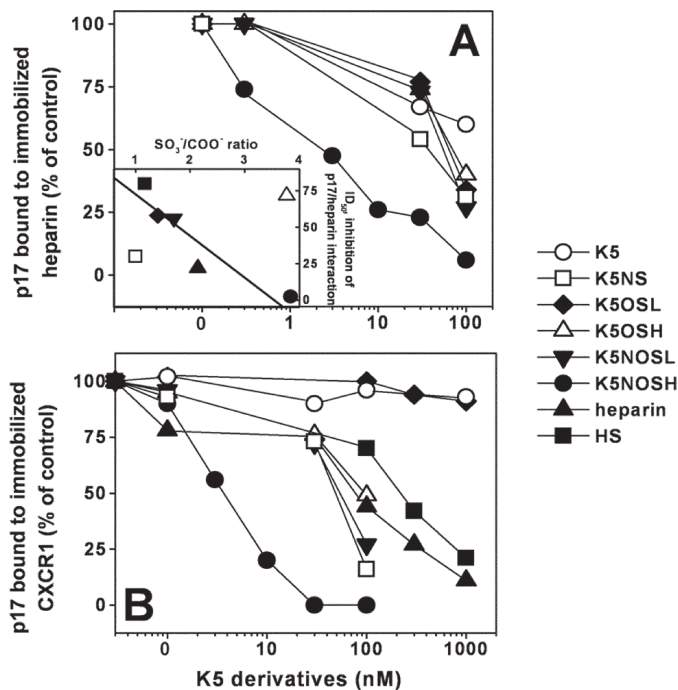 A
p17 bound to immobilized
heparin (% of control)
100
75
50
25
0
SO₃⁻/COO⁻ ratio
1 2 3 4
75
50
25
0
ID₅₀, inhibition of
p17/heparin interaction
0 1 10 100
B
p17 bound to immobilized
CXCR1 (% of control)
100
75
50
25
0
0 10 100 1000
K5 derivatives (nM)
K5
K5NS
K5OSL
K5OSH
K5NOSL
K5NOSH
heparin
HS